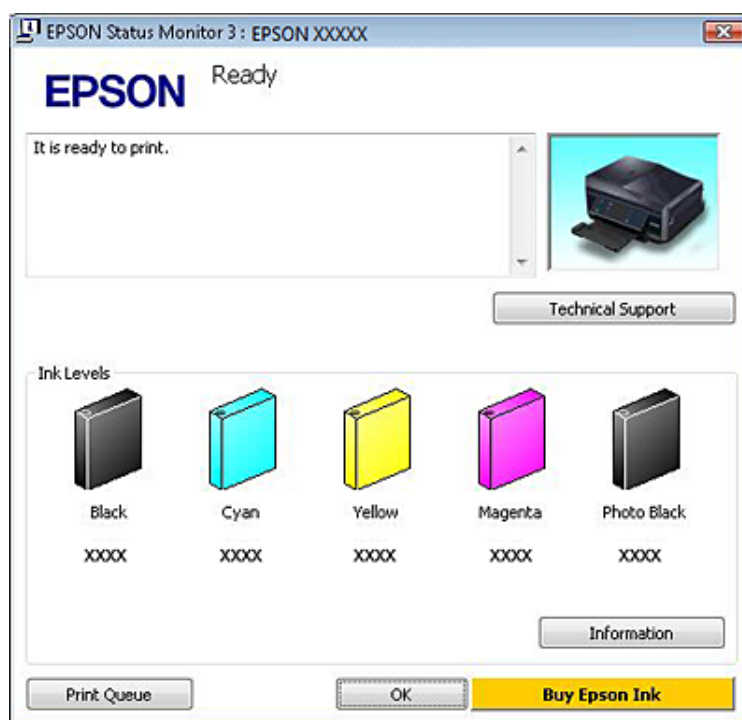 EPSON Status Monitor 3 : EPSON XXXXX
EPSON
Ready
It is ready to print.
Technical Support
Ink Levels
Black Cyan Yellow Magenta Photo Black
XXXX XXXX XXXX XXXX XXXX
Information
Print Queue OK Buy Epson Ink